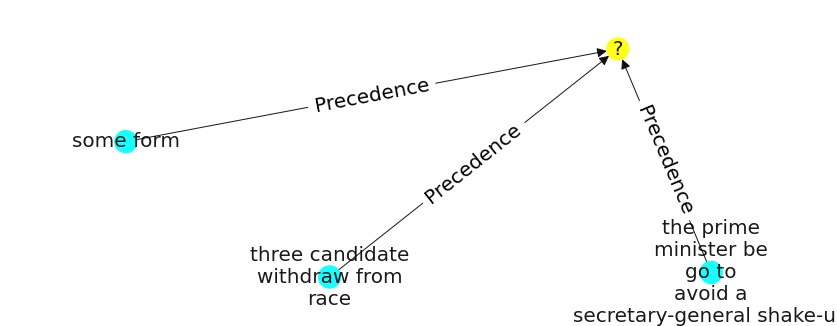 ?
Precedence
some form
Precedence
Precedence
three candidate
withdraw from
race
the prime
minister be
go to
avoid a
secretary-general shake-u